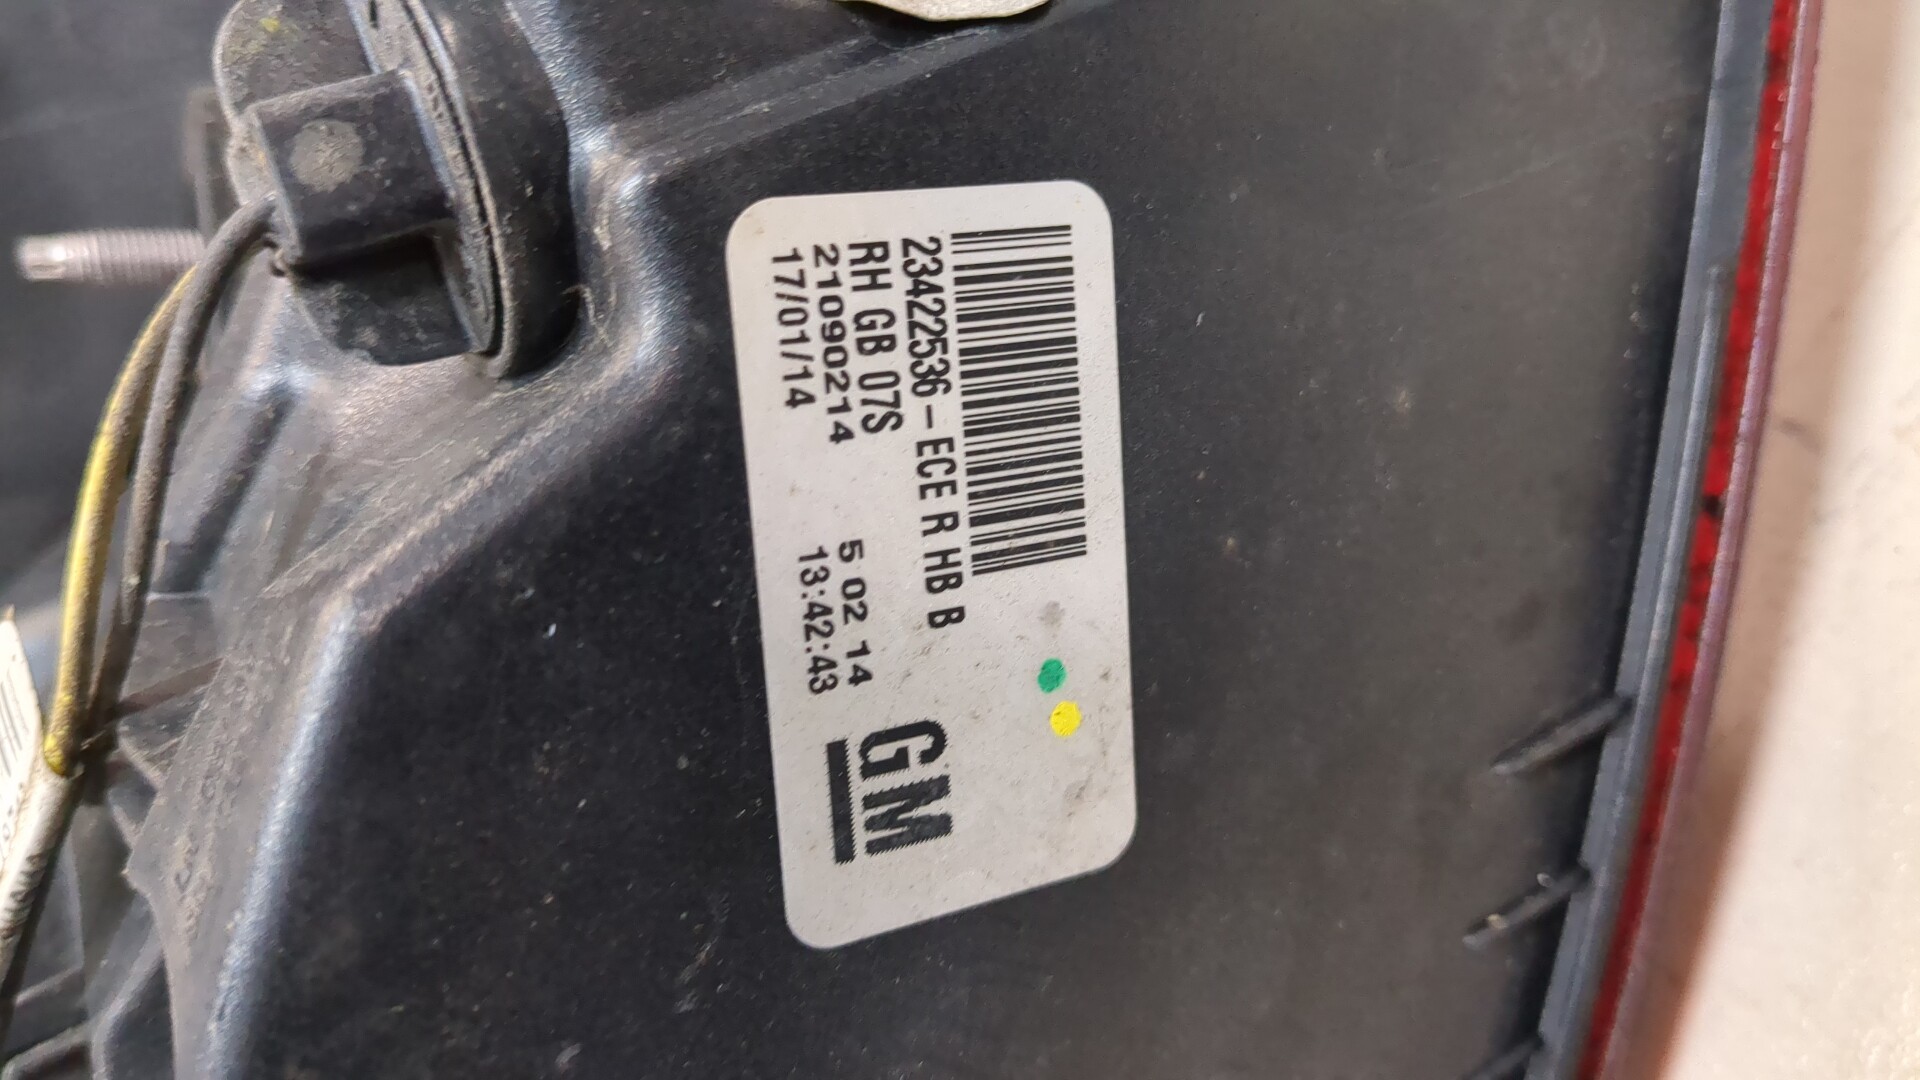 23422536-ECE R HB B
RH GB 07S
21090214 5 02 14
17/01/14 13:42:43
GM